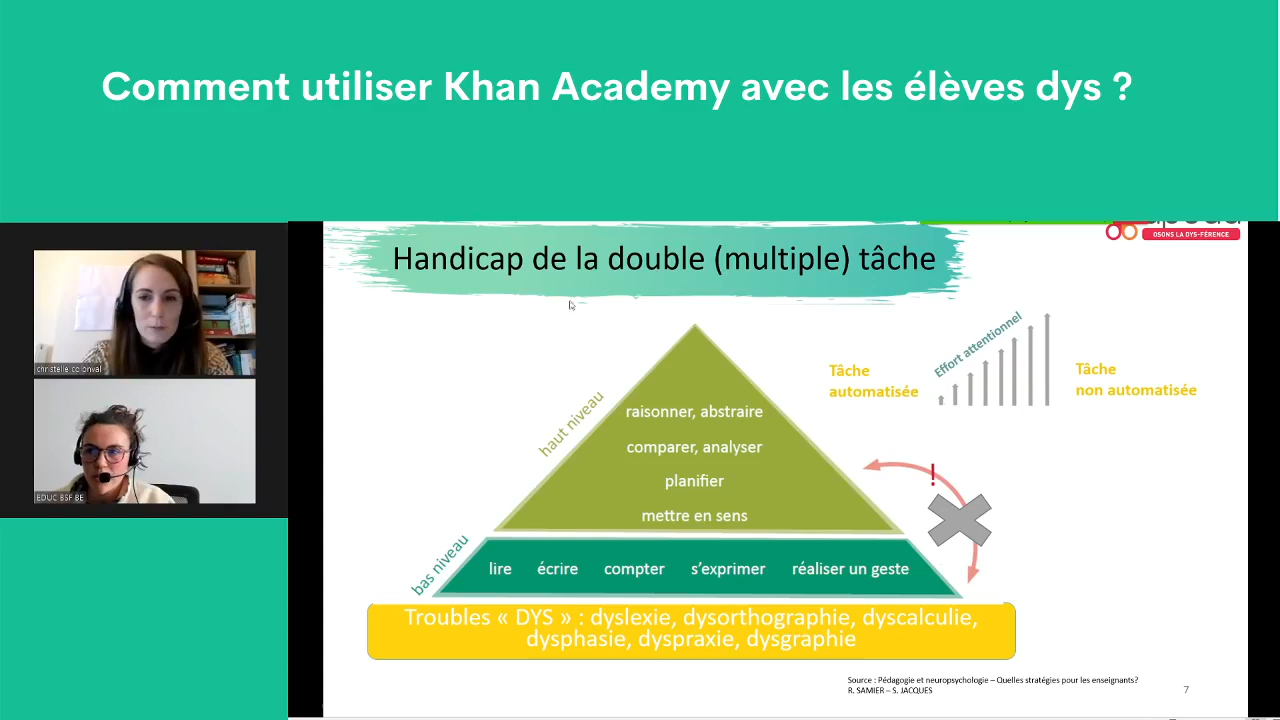 Comment utiliser Khan Academy avec les élèves dys ?
OSONS LA DYS-FÉRENCE
Handicap de la double (multiple) tâche
christelle colonval
EDUC BSF BE
haut niveau
raisonner, abstraire
comparer, analyser
planifier
mettre en sens
Tâche
automatisée
Effort attentionnel
Tâche
non automatisée
!
bas niveau
lire écrire compter s'exprimer réaliser un geste
Troubles « DYS » : dyslexie, dysorthographie, dyscalculie,
dysphasie, dyspraxie, dysgraphie
Source : Pédagogie et neuropsychologie – Quelles stratégies pour les enseignants?
R. SAMIER – S. JACQUES
7